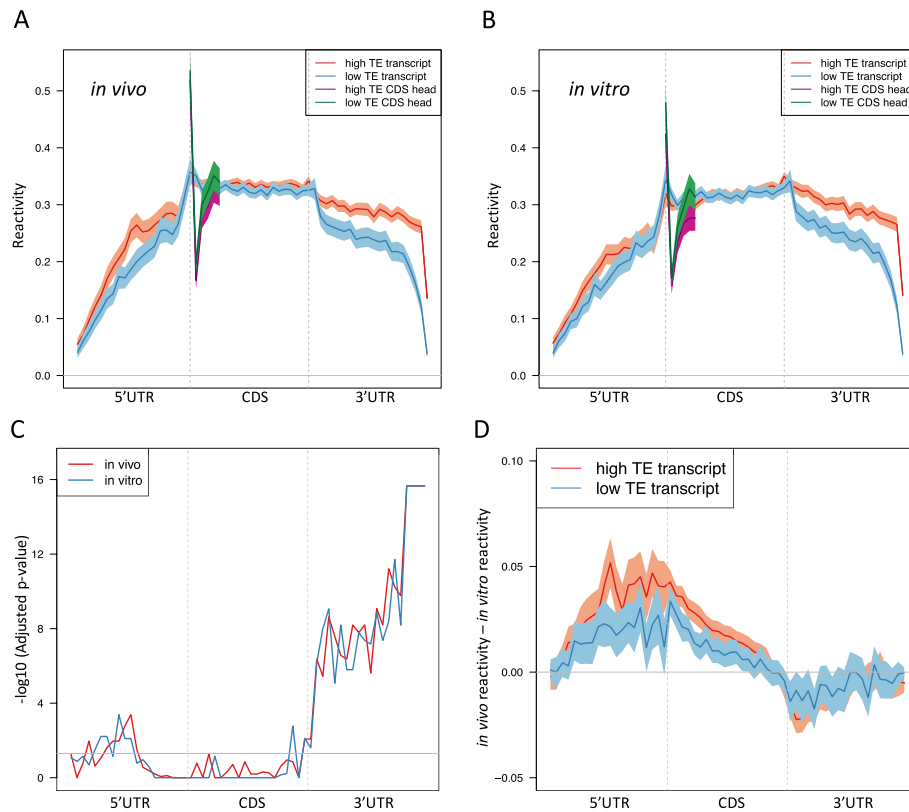 A
in vivo
high TE transcript
low TE transcript
high TE CDS head
low TE CDS head
Reactivity
0.5
0.4
0.3
0.2
0.1
0.0
5'UTR
CDS
3'UTR
B
in vitro
high TE transcript
low TE transcript
high TE CDS head
low TE CDS head
Reactivity
0.5
0.4
0.3
0.2
0.1
0.0
5'UTR
CDS
3'UTR
C
in vivo
in vitro
-log10 (Adjusted p-value)
16
12
8
4
0
5'UTR
CDS
3'UTR
D
high TE transcript
low TE transcript
in vivo reactivity – in vitro reactivity
0.10
0.05
0.00
−0.05
5'UTR
CDS
3'UTR